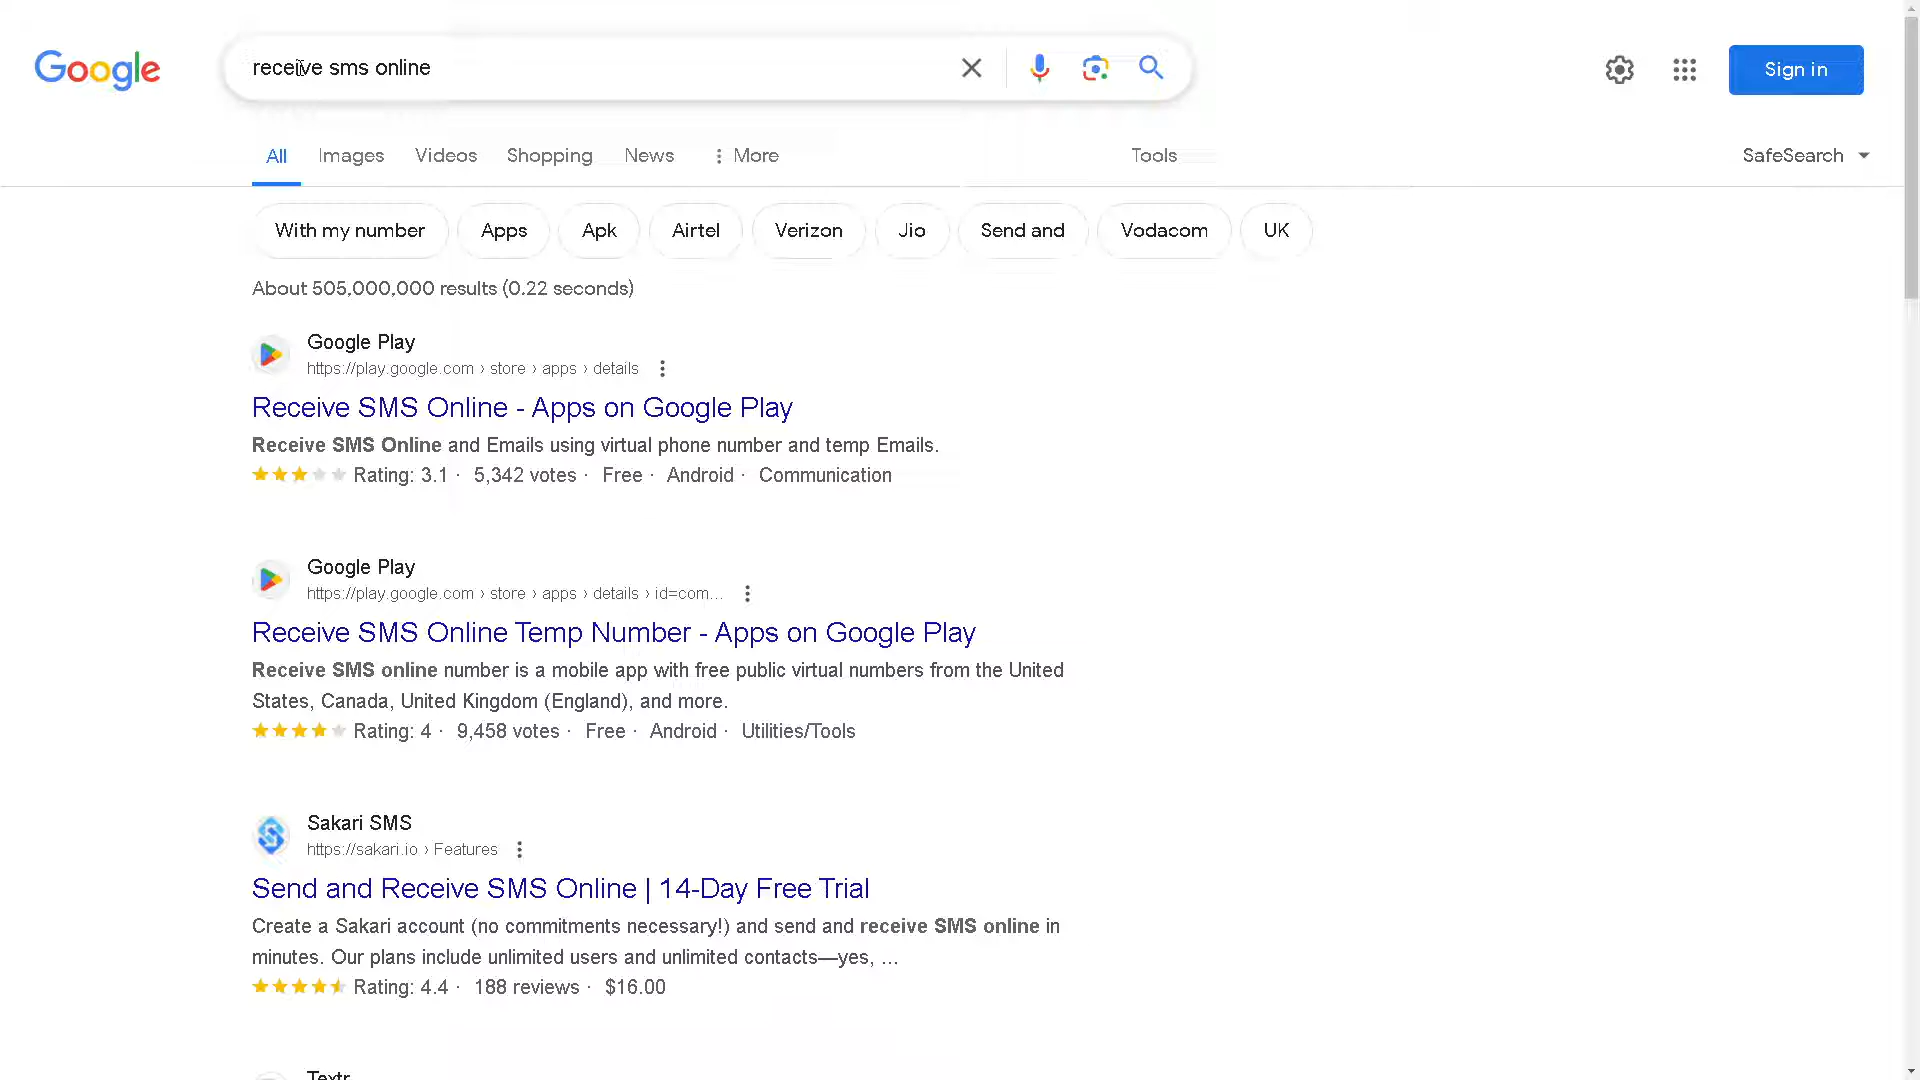 Google
receive sms online
Sign in
All Images Videos Shopping News More Tools SafeSearch
With my number Apps Apk Airtel Verizon Jio Send and Vodacom UK
About 505,000,000 results (0.22 seconds)
Google Play
https://play.google.com › store › apps › details
Receive SMS Online - Apps on Google Play
Receive SMS Online and Emails using virtual phone number and temp Emails.
Rating: 3.1 · 5,342 votes · Free · Android · Communication
Google Play
https://play.google.com › store › apps › details › id=com...
Receive SMS Online Temp Number - Apps on Google Play
Receive SMS online number is a mobile app with free public virtual numbers from the United
States, Canada, United Kingdom (England), and more.
Rating: 4 · 9,458 votes · Free · Android · Utilities/Tools
Sakari SMS
https://sakari.io › Features
Send and Receive SMS Online | 14-Day Free Trial
Create a Sakari account (no commitments necessary!) and send and receive SMS online in
minutes. Our plans include unlimited users and unlimited contacts—yes, ...
Rating: 4.4 · 188 reviews · $16.00
Textr